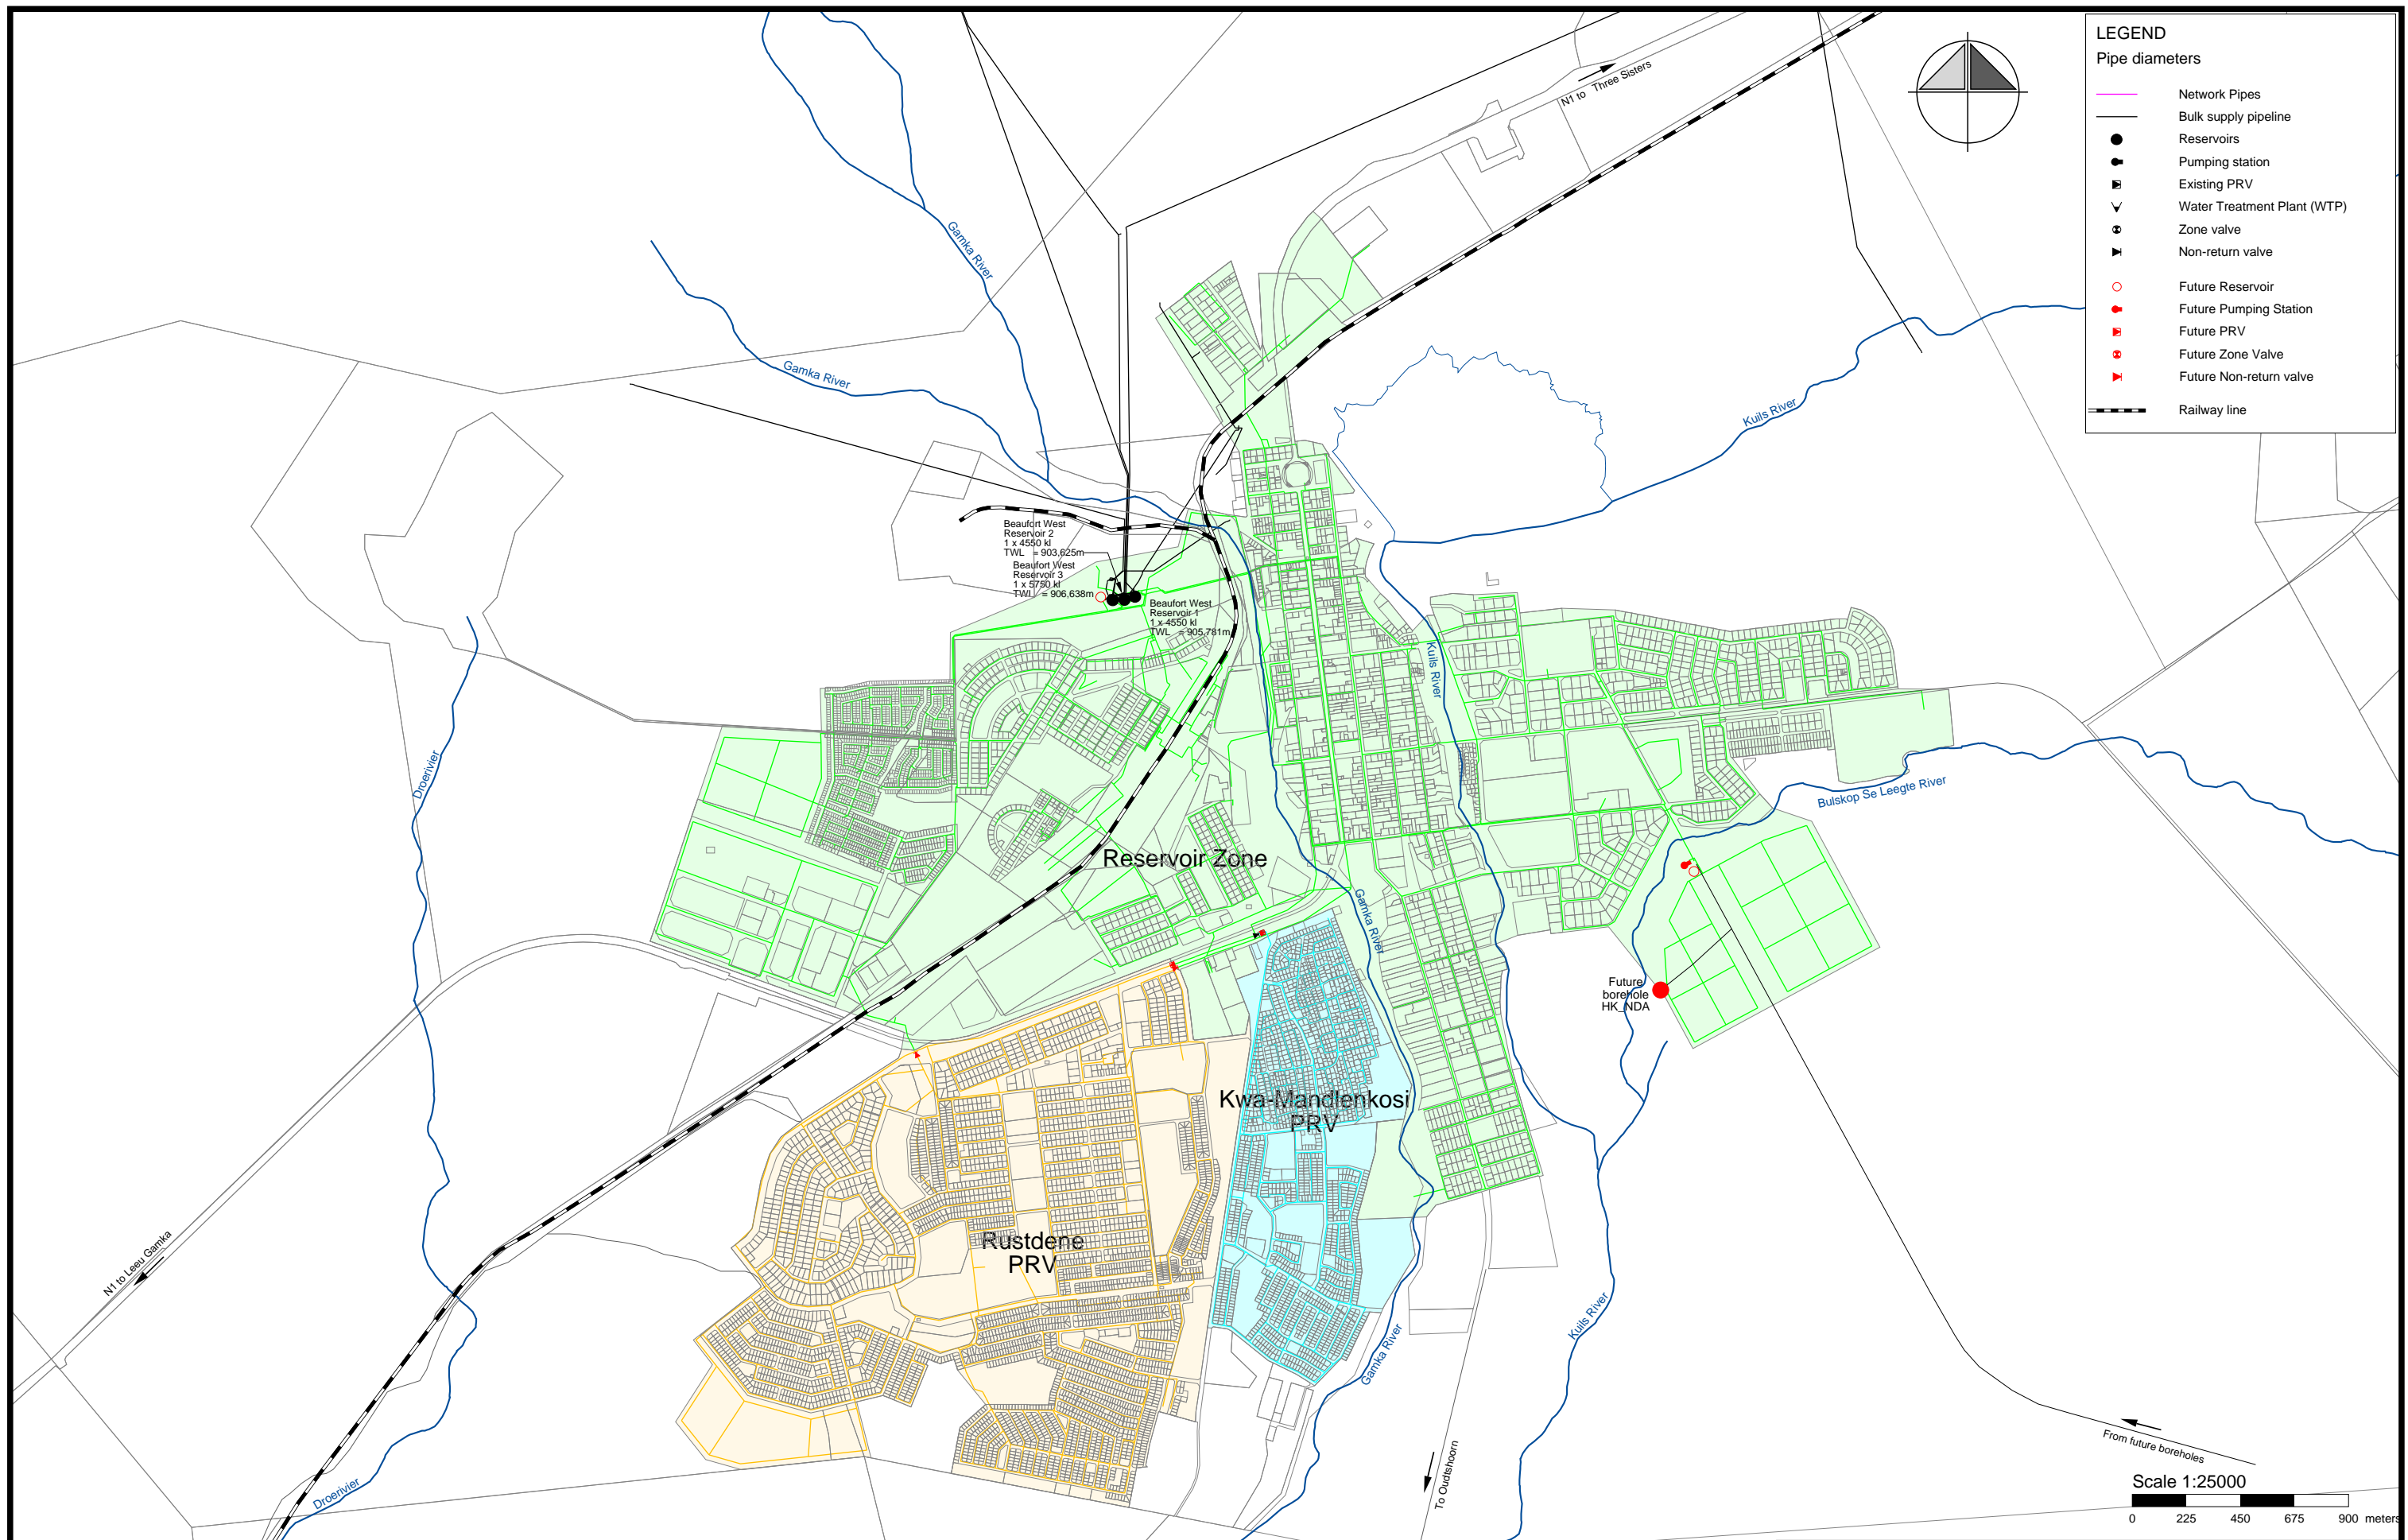 LEGEND
Pipe diameters
Network Pipes
Bulk supply pipeline
Reservoirs
Pumping station
Existing PRV
Water Treatment Plant (WTP)
Zone valve
Non-return valve
Future Reservoir
Future Pumping Station
Future PRV
Future Zone Valve
Future Non-return valve
Railway line
N1 to Three Sisters
Gamka River
Gamka River
Kuils River
Beaufort West
Reservoir 2
1 x 4550 kl
TWL = 903,625m
Beaufort West
Reservoir 3
1 x 5750 kl
TWL = 906,638m
Beaufort West
Reservoir 1
1 x 4550 kl
TWL = 905,781m
Kuils River
Droerivier
Bulskop Se Leegte River
Reservoir Zone
Gamka River
Future
borehole
HK_NDA
Kwa-Mandlenkosi
PRV
Rustdene
PRV
N1 to Leeu Gamka
Kuils River
Gamka River
To Oudtshoorn
From future boreholes
Droerivier
Scale 1:25000
0 225 450 675 900 meters